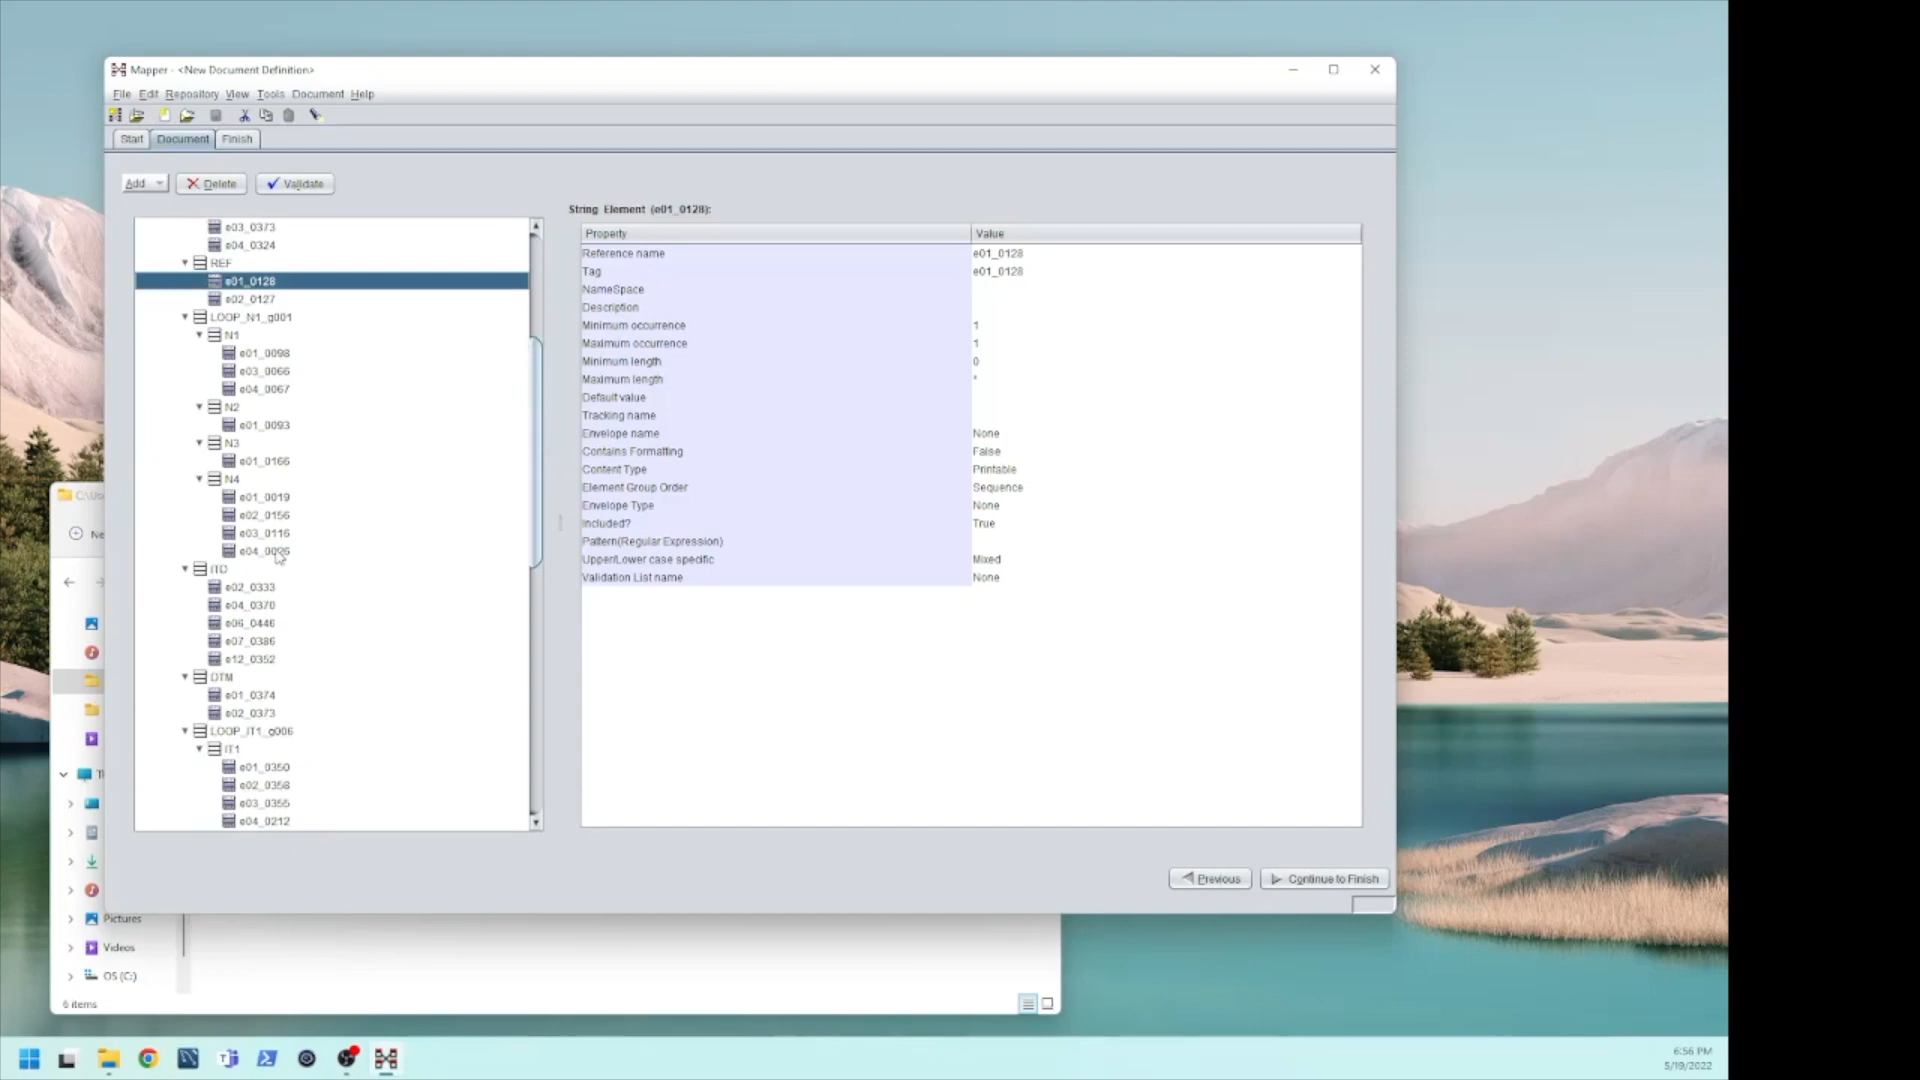 Mapper - <New Document Definition>
File Edit Repository View Tools Document Help
Start Document Finish
Add Delete Validate
e03_0373
e04_0324
REF
e01_0128
e02_0127
LOOP_N1_g001
N1
e01_0098
e03_0066
e04_0067
N2
e01_0093
N3
e01_0166
N4
e01_0019
e02_0156
e03_0116
ITD
e02_0333
e04_0370
e06_0446
e07_0386
e12_0352
DTM
e01_0374
e02_0373
LOOP_IT1_g006
IT1
e01_0350
e02_0358
e03_0355
e04_0212
String Element (e01_0128):
Property Value
Reference name e01_0128
Tag e01_0128
NameSpace
Description
Minimum occurrence 1
Maximum occurrence 1
Minimum length 0
Maximum length *
Default value
Tracking name
Envelope name None
Contains Formatting False
Content Type Printable
Element Group Order Sequence
Envelope Type None
Included? True
Pattern(Regular Expression)
Upper/Lower case specific Mixed
Validation List name None
Previous Continue to Finish
C:\Us
Ne
Pictures
Videos
OS (C:)
6 items
6:56 PM
5/19/2022